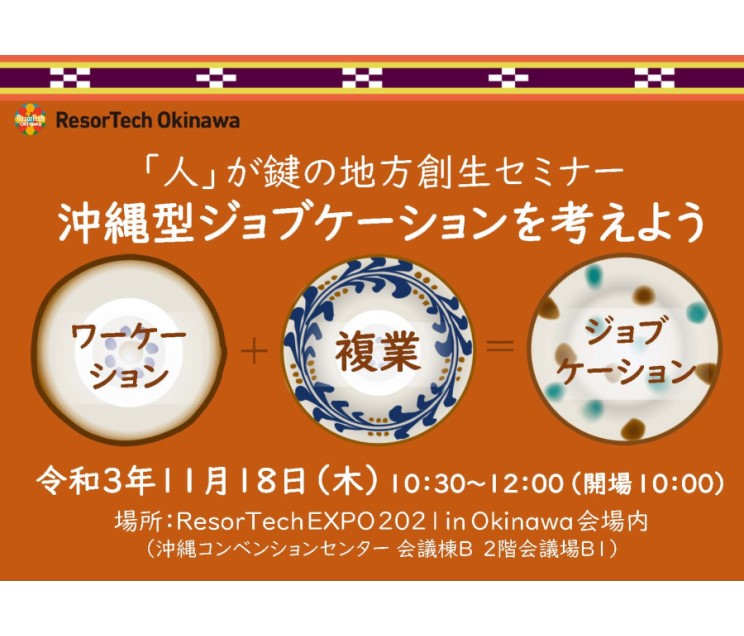 ResorTech Okinawa
「人」が鍵の地方創生セミナー
沖縄型ジョブケーションを考えよう
ワーケー
ション
+
複業
=
ジョブ
ケーション
令和3年11月18日(木) 10:30~12:00 (開場10:00)
場所:ResorTechEXPO2021 in Okinawa会場内
(沖縄コンベンションセンター 会議棟B 2階会議場B1)